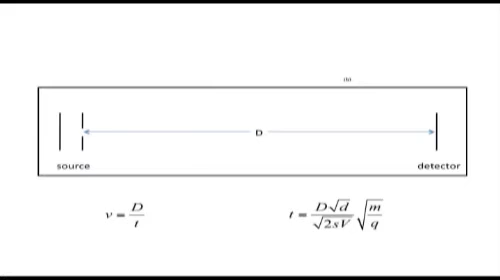 D
source
detector
v = D/t
t = D√d/√2sV √m/q